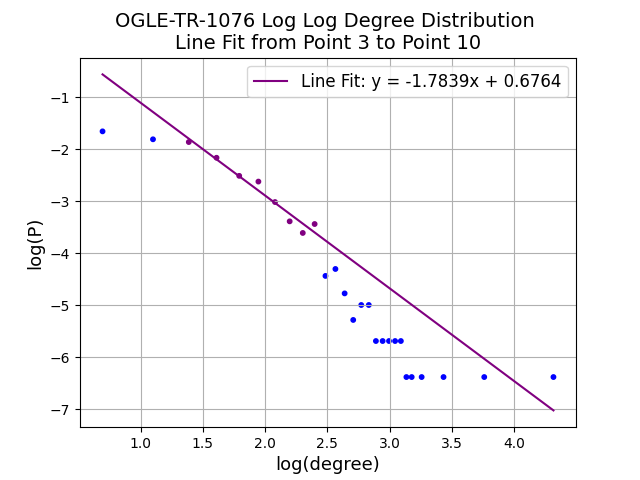 OGLE-TR-1076 Log Log Degree Distribution
Line Fit from Point 3 to Point 10
Line Fit: y = -1.7839x + 0.6764
log(P)
−1
−2
−3
−4
−5
−6
−7
1.0 1.5 2.0 2.5 3.0 3.5 4.0
log(degree)